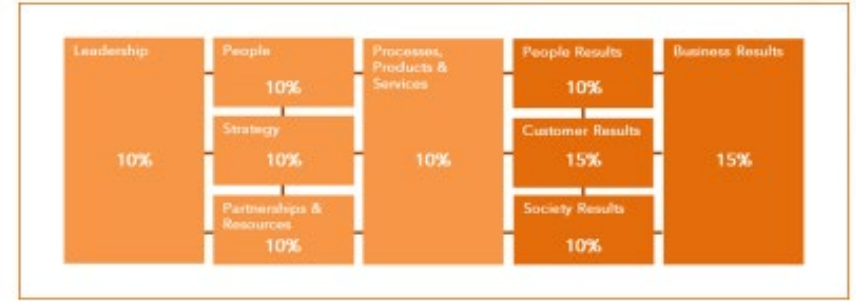 Leadership
10%
People
10%
Strategy
10%
Partnerships &
Resources
10%
Processes,
Products &
Services
10%
People Results
10%
Customer Results
15%
Society Results
10%
Business Results
15%